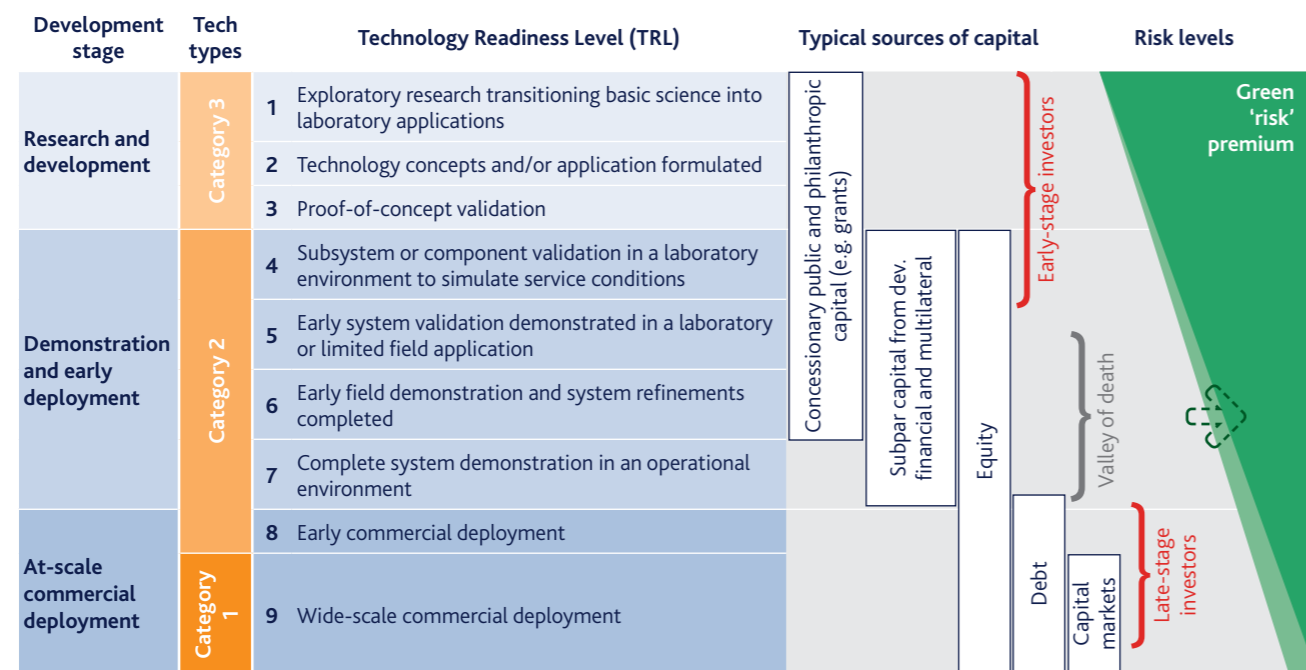 Development
stage
Tech
types
Technology Readiness Level (TRL)
Typical sources of capital
Risk levels
Research and
development
Category 3
1 Exploratory research transitioning basic science into
laboratory applications
2 Technology concepts and/or application formulated
3 Proof-of-concept validation
Demonstration
and early
deployment
Category 2
4 Subsystem or component validation in a laboratory
environment to simulate service conditions
5 Early system validation demonstrated in a laboratory
or limited field application
6 Early field demonstration and system refinements
completed
7 Complete system demonstration in an operational
environment
At-scale
commercial
deployment
8 Early commercial deployment
Category
1
9 Wide-scale commercial deployment
Concessionary public and philanthropic
capital (e.g. grants)
Subpar capital from dev.
financial and multilateral
Equity
Debt
Capital
markets
Early-stage investors
Valley of death
Late-stage
investors
Green
‘risk’
premium